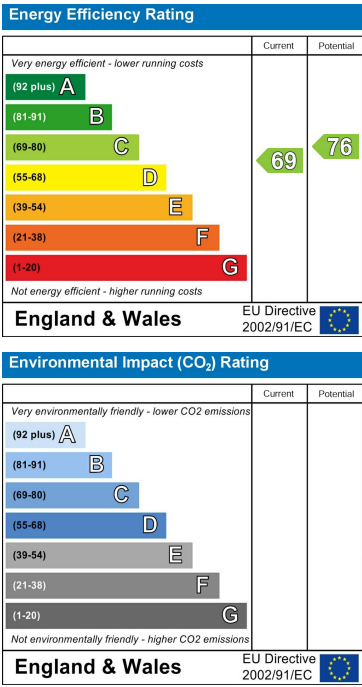 Energy Efficiency Rating
Current Potential
Very energy efficient - lower running costs
(92 plus) A
(81-91) B
(69-80) C
(55-68) D
(39-54) E
(21-38) F
(1-20) G
69 76
Not energy efficient - higher running costs
England & Wales
EU Directive
2002/91/EC
Environmental Impact (CO₂) Rating
Current Potential
Very environmentally friendly - lower CO2 emissions
(92 plus) A
(81-91) B
(69-80) C
(55-68) D
(39-54) E
(21-38) F
(1-20) G
Not environmentally friendly - higher CO2 emissions
England & Wales
EU Directive
2002/91/EC